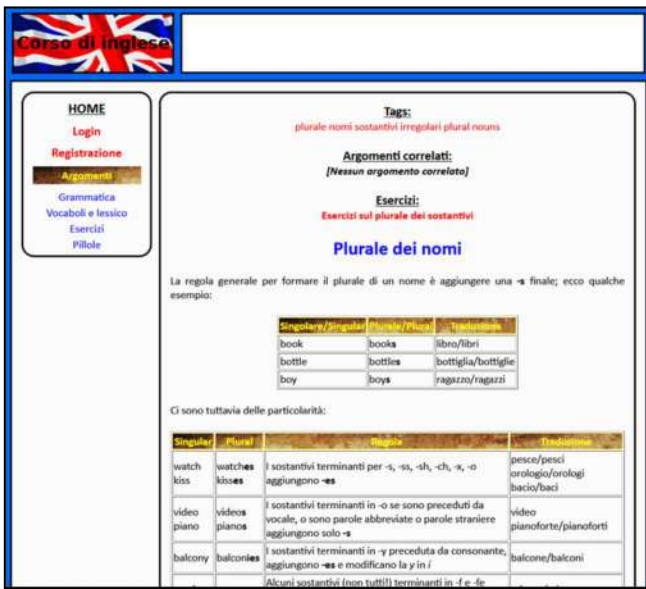 Corso di inglese
HOME
Login
Registrazione
Argomenti
Grammatica
Vocaboli e lessico
Esercizi
Pillole
Tags:
plurale nomi sostantivi irregolari plural nouns
Argomenti correlati:
[Nessun argomento correlato]
Esercizi:
Esercizi sul plurale dei sostantivi
Plurale dei nomi
La regola generale per formare il plurale di un nome è aggiungere una -s finale; ecco qualche
esempio:
Singolare/Singular Plurale/Plural Traduzione
book books libro/libri
bottle bottles bottiglia/bottiglie
boy boys ragazzo/ragazzi
Ci sono tuttavia delle particolarità:
Singular Plural Regola Traduzione
watch
kiss
watches
kisses
I sostantivi terminanti per -s, -ss, -sh, -ch, -x, -o
aggiungono -es
pesce/pesci
orologio/orologi
bacio/baci
video
piano
videos
pianos
I sostantivi terminanti in -o se sono preceduti da
vocale, o sono parole abbreviate o parole straniere
aggiungono solo -s
video
pianoforte/pianoforti
balcony
balconies
I sostantivi terminanti in -y preceduta da consonante,
aggiungono -es e modificano la y in i
balcone/balconi
Alcuni sostantivi (non tutti!) terminanti in -f e -fe